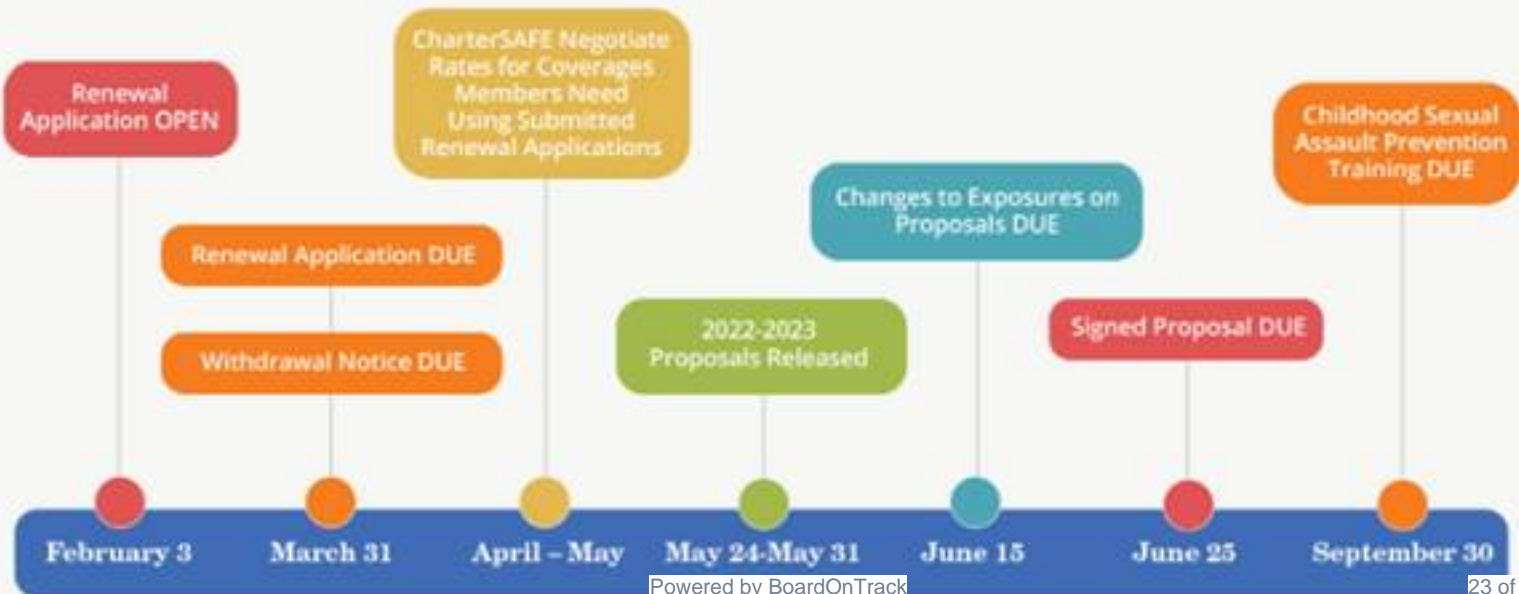 Renewal
Application OPEN
CharterSAFE Negotiate
Rates for Coverages
Members Need
Using Submitted
Renewal Applications
Childhood Sexual
Assault Prevention
Training DUE
Changes to Exposures on
Proposals DUE
Renewal Application DUE
Withdrawal Notice DUE
2022-2023
Proposals Released
Signed Proposal DUE
February 3
March 31
April – May
May 24-May 31
June 15
June 25
September 30
Powered by BoardOnTrack
23 of